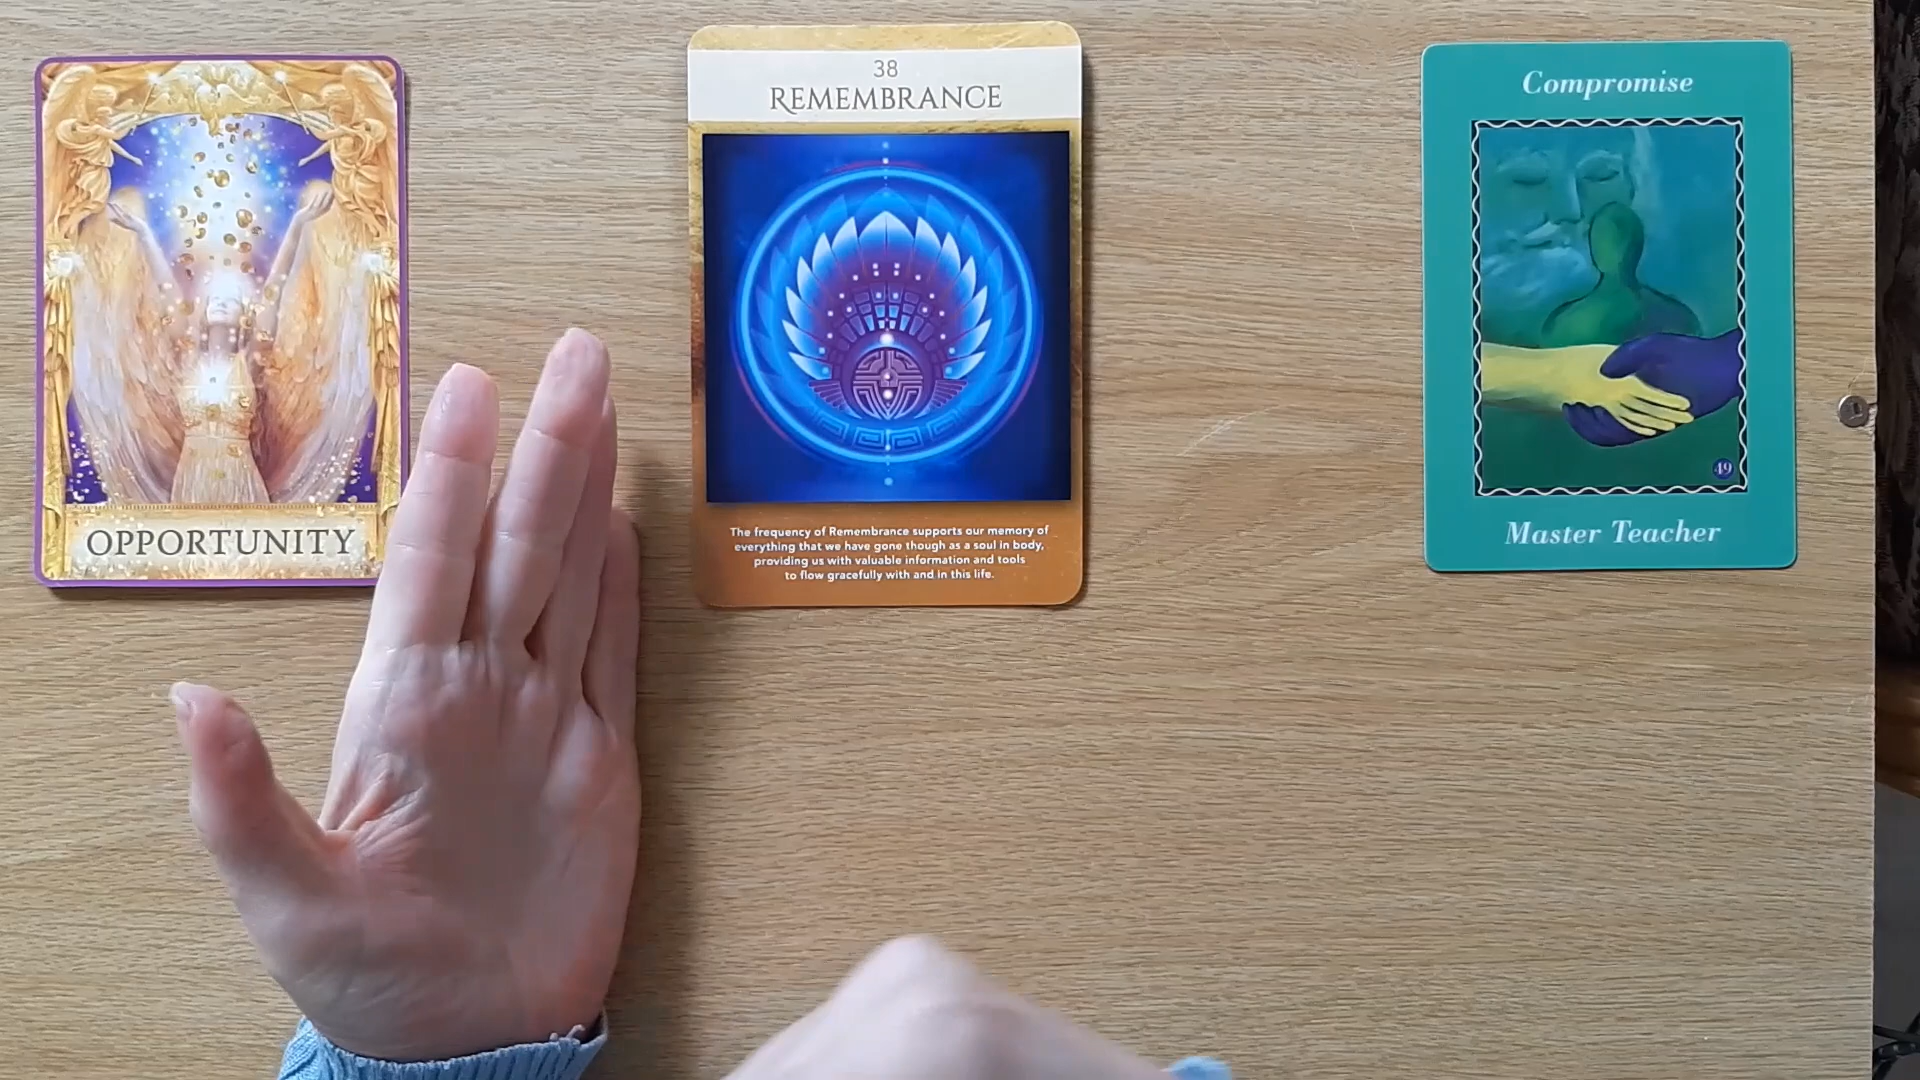 OPPORTUNITY
38
REMEMBRANCE
The frequency of Remembrance supports our memory of
everything that we have gone though as a soul in body,
providing us with valuable information and tools
to flow gracefully with and in this life.
Compromise
49
Master Teacher